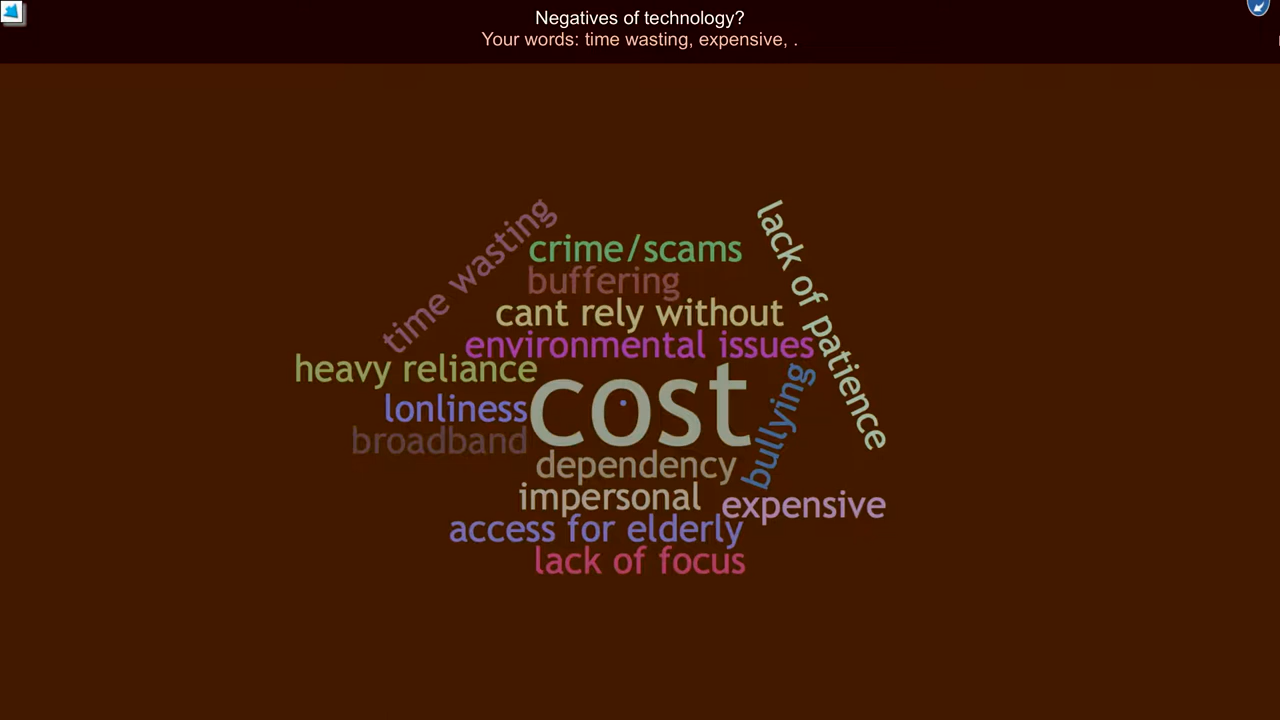 Negatives of technology?
Your words: time wasting, expensive, .
time wasting
lack of patience
crime/scams
buffering
cant rely without
environmental issues
heavy reliance
cost
bullying
lonliness
broadband
dependency
impersonal
expensive
access for elderly
lack of focus